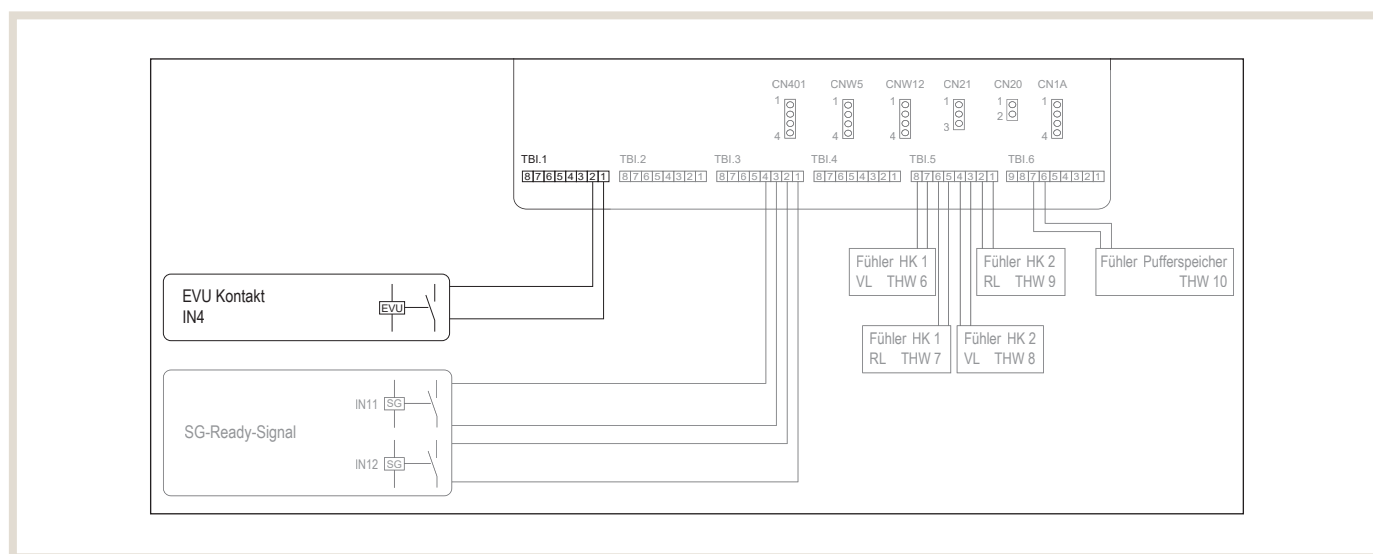 CN401 CNW5 CNW12 CN21 CN20 CN1A
1 1 1 1 1 1
2
3
4 4 4 4
TBI.1 TBI.2 TBI.3 TBI.4 TBI.5 TBI.6
8 7 6 5 4 3 2 1 8 7 6 5 4 3 2 1 8 7 6 5 4 3 2 1 8 7 6 5 4 3 2 1 8 7 6 5 4 3 2 1 9 8 7 6 5 4 3 2 1
Fühler HK 1
VL THW 6
Fühler HK 2
RL THW 9
Fühler Pufferspeicher
THW 10
EVU Kontakt
IN4
EVU
Fühler HK 1
RL THW 7
Fühler HK 2
VL THW 8
SG-Ready-Signal
IN11 SG
IN12 SG